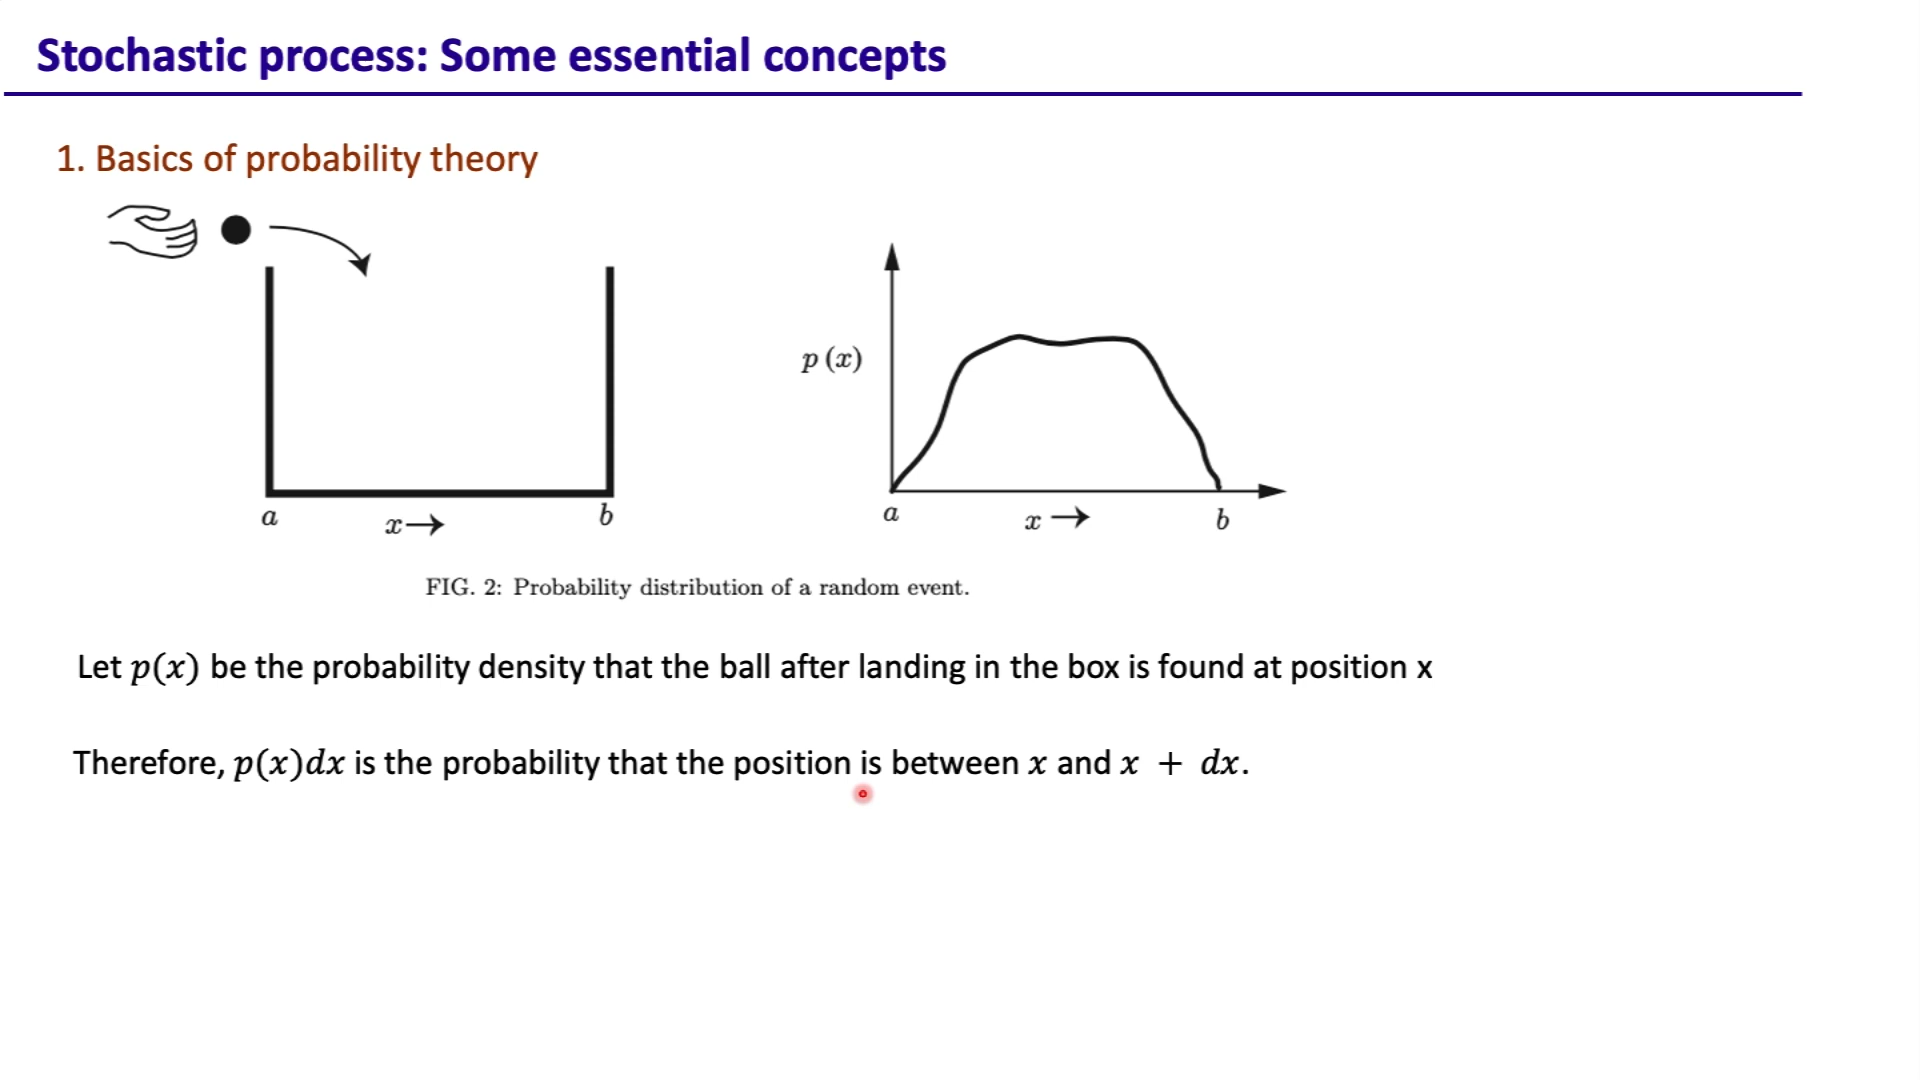 Stochastic process: Some essential concepts
1. Basics of probability theory
p (x)
a x→ b
a x→ b
FIG. 2: Probability distribution of a random event.
Let p(x) be the probability density that the ball after landing in the box is found at position x
Therefore, p(x)dx is the probability that the position is between x and x + dx.